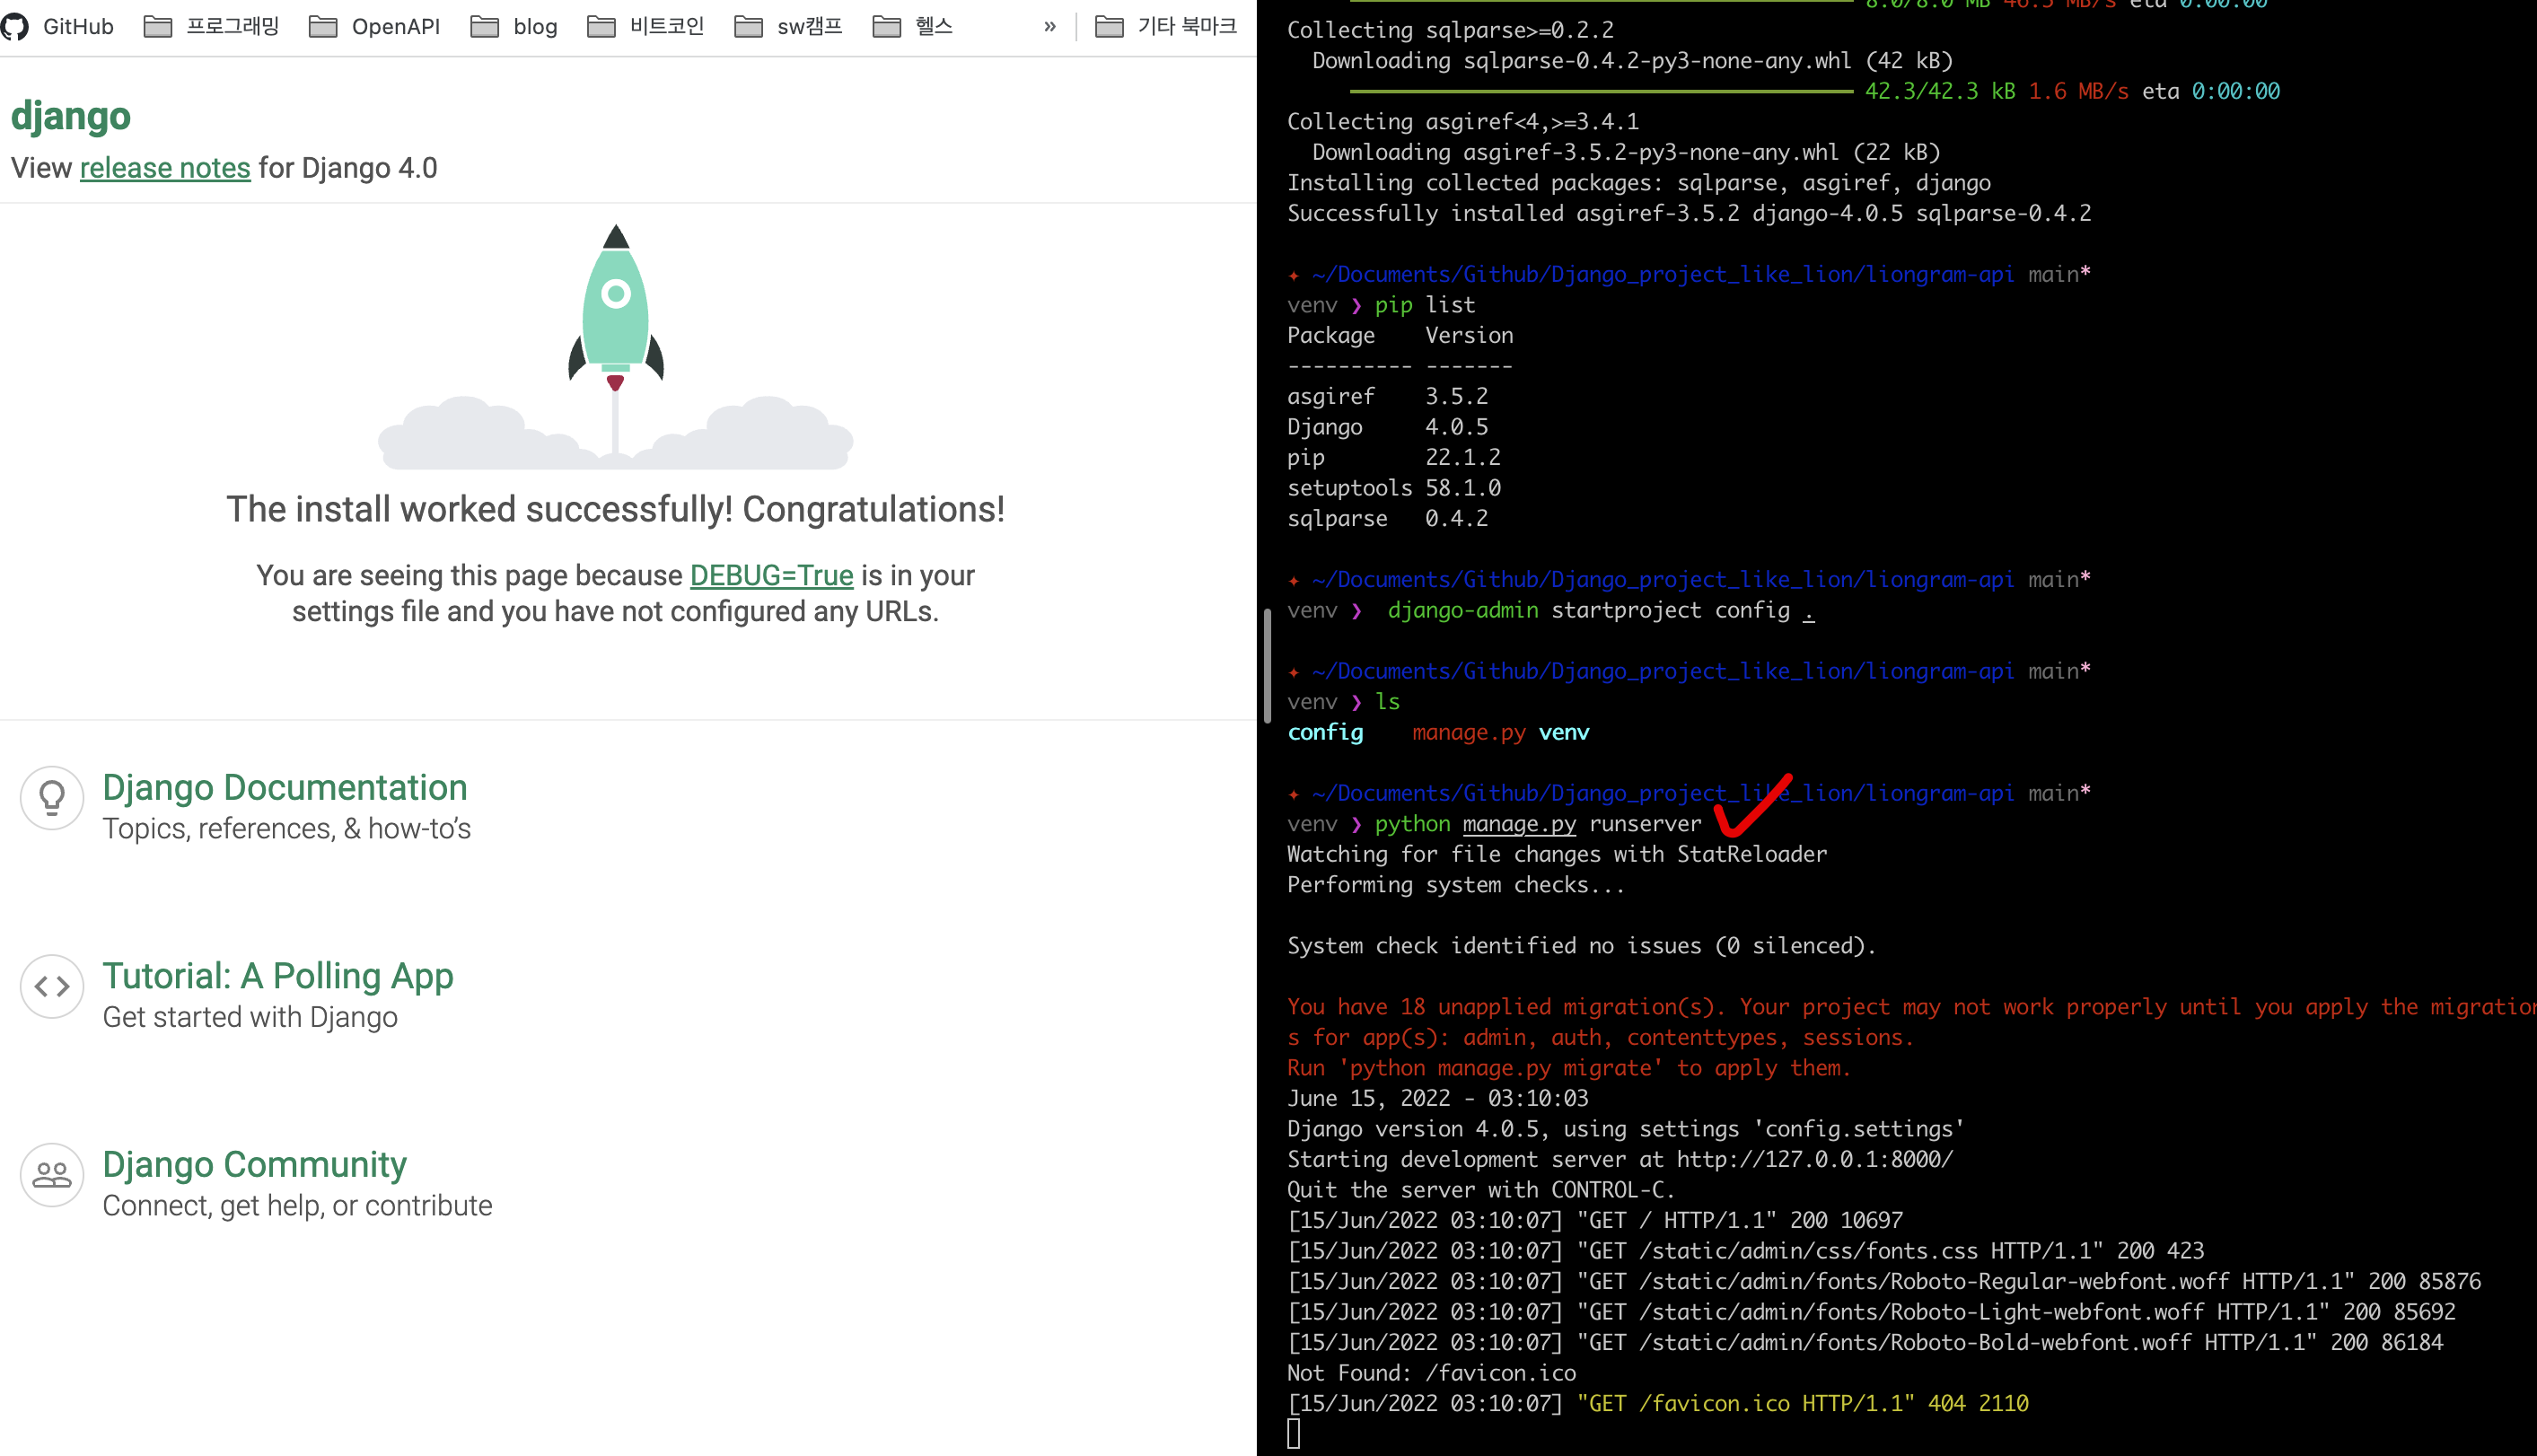 GitHub 프로그래밍 OpenAPI blog 비트코인 sw캠프 헬스 » 기타 북마크
django
View release notes for Django 4.0
The install worked successfully! Congratulations!
You are seeing this page because DEBUG=True is in your
settings file and you have not configured any URLs.
Django Documentation
Topics, references, & how-to’s
Tutorial: A Polling App
Get started with Django
Django Community
Connect, get help, or contribute
8.0/8.0 MB 46.5 MB/s eta 0:00:00
Collecting sqlparse>=0.2.2
Downloading sqlparse-0.4.2-py3-none-any.whl (42 kB)
42.3/42.3 kB 1.6 MB/s eta 0:00:00
Collecting asgiref<4,>=3.4.1
Downloading asgiref-3.5.2-py3-none-any.whl (22 kB)
Installing collected packages: sqlparse, asgiref, django
Successfully installed asgiref-3.5.2 django-4.0.5 sqlparse-0.4.2
✦ ~/Documents/Github/Django_project_like_lion/liongram-api main*
venv ❯ pip list
Package Version
---------- -------
asgiref 3.5.2
Django 4.0.5
pip 22.1.2
setuptools 58.1.0
sqlparse 0.4.2
✦ ~/Documents/Github/Django_project_like_lion/liongram-api main*
venv ❯ django-admin startproject config .
✦ ~/Documents/Github/Django_project_like_lion/liongram-api main*
venv ❯ ls
config manage.py venv
✦ ~/Documents/Github/Django_project_like_lion/liongram-api main*
venv ❯ python manage.py runserver
Watching for file changes with StatReloader
Performing system checks...
System check identified no issues (0 silenced).
You have 18 unapplied migration(s). Your project may not work properly until you apply the migration
s for app(s): admin, auth, contenttypes, sessions.
Run 'python manage.py migrate' to apply them.
June 15, 2022 - 03:10:03
Django version 4.0.5, using settings 'config.settings'
Starting development server at http://127.0.0.1:8000/
Quit the server with CONTROL-C.
[15/Jun/2022 03:10:07] "GET / HTTP/1.1" 200 10697
[15/Jun/2022 03:10:07] "GET /static/admin/css/fonts.css HTTP/1.1" 200 423
[15/Jun/2022 03:10:07] "GET /static/admin/fonts/Roboto-Regular-webfont.woff HTTP/1.1" 200 85876
[15/Jun/2022 03:10:07] "GET /static/admin/fonts/Roboto-Light-webfont.woff HTTP/1.1" 200 85692
[15/Jun/2022 03:10:07] "GET /static/admin/fonts/Roboto-Bold-webfont.woff HTTP/1.1" 200 86184
Not Found: /favicon.ico
[15/Jun/2022 03:10:07] "GET /favicon.ico HTTP/1.1" 404 2110